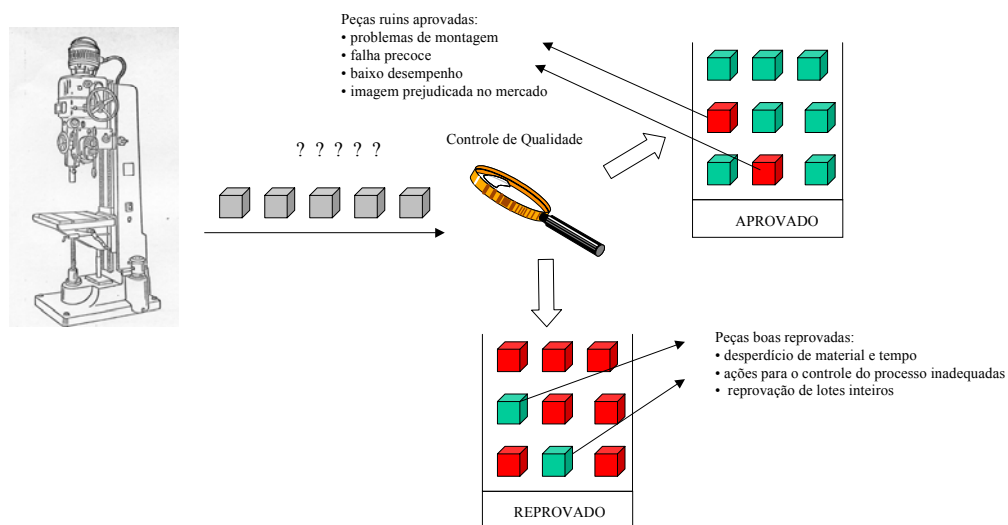 Peças ruins aprovadas:
• problemas de montagem
• falha precoce
• baixo desempenho
• imagem prejudicada no mercado
? ? ? ? ?
Controle de Qualidade
APROVADO
Peças boas reprovadas:
• desperdício de material e tempo
• ações para o controle do processo inadequadas
• reprovação de lotes inteiros
REPROVADO